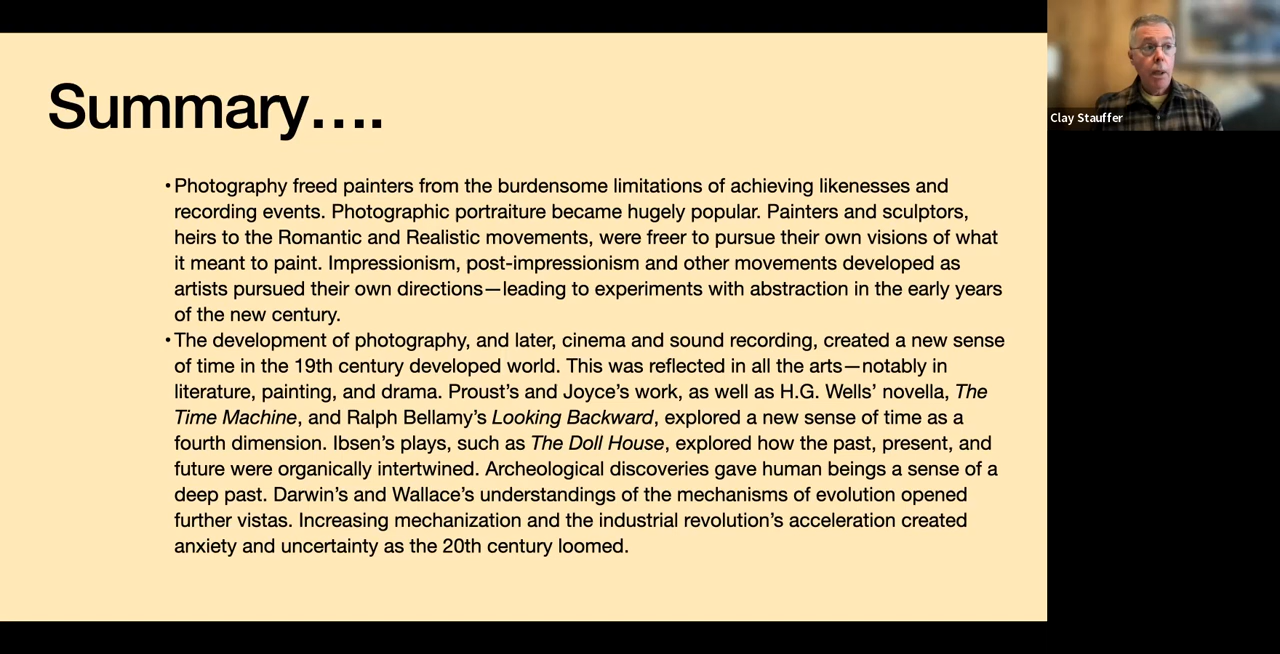 Summary....
• Photography freed painters from the burdensome limitations of achieving likenesses and
recording events. Photographic portraiture became hugely popular. Painters and sculptors,
heirs to the Romantic and Realistic movements, were freer to pursue their own visions of what
it meant to paint. Impressionism, post-impressionism and other movements developed as
artists pursued their own directions—leading to experiments with abstraction in the early years
of the new century.
• The development of photography, and later, cinema and sound recording, created a new sense
of time in the 19th century developed world. This was reflected in all the arts—notably in
literature, painting, and drama. Proust’s and Joyce’s work, as well as H.G. Wells’ novella, The
Time Machine, and Ralph Bellamy’s Looking Backward, explored a new sense of time as a
fourth dimension. Ibsen’s plays, such as The Doll House, explored how the past, present, and
future were organically intertwined. Archeological discoveries gave human beings a sense of a
deep past. Darwin’s and Wallace’s understandings of the mechanisms of evolution opened
further vistas. Increasing mechanization and the industrial revolution’s acceleration created
anxiety and uncertainty as the 20th century loomed.
Clay Stauffer